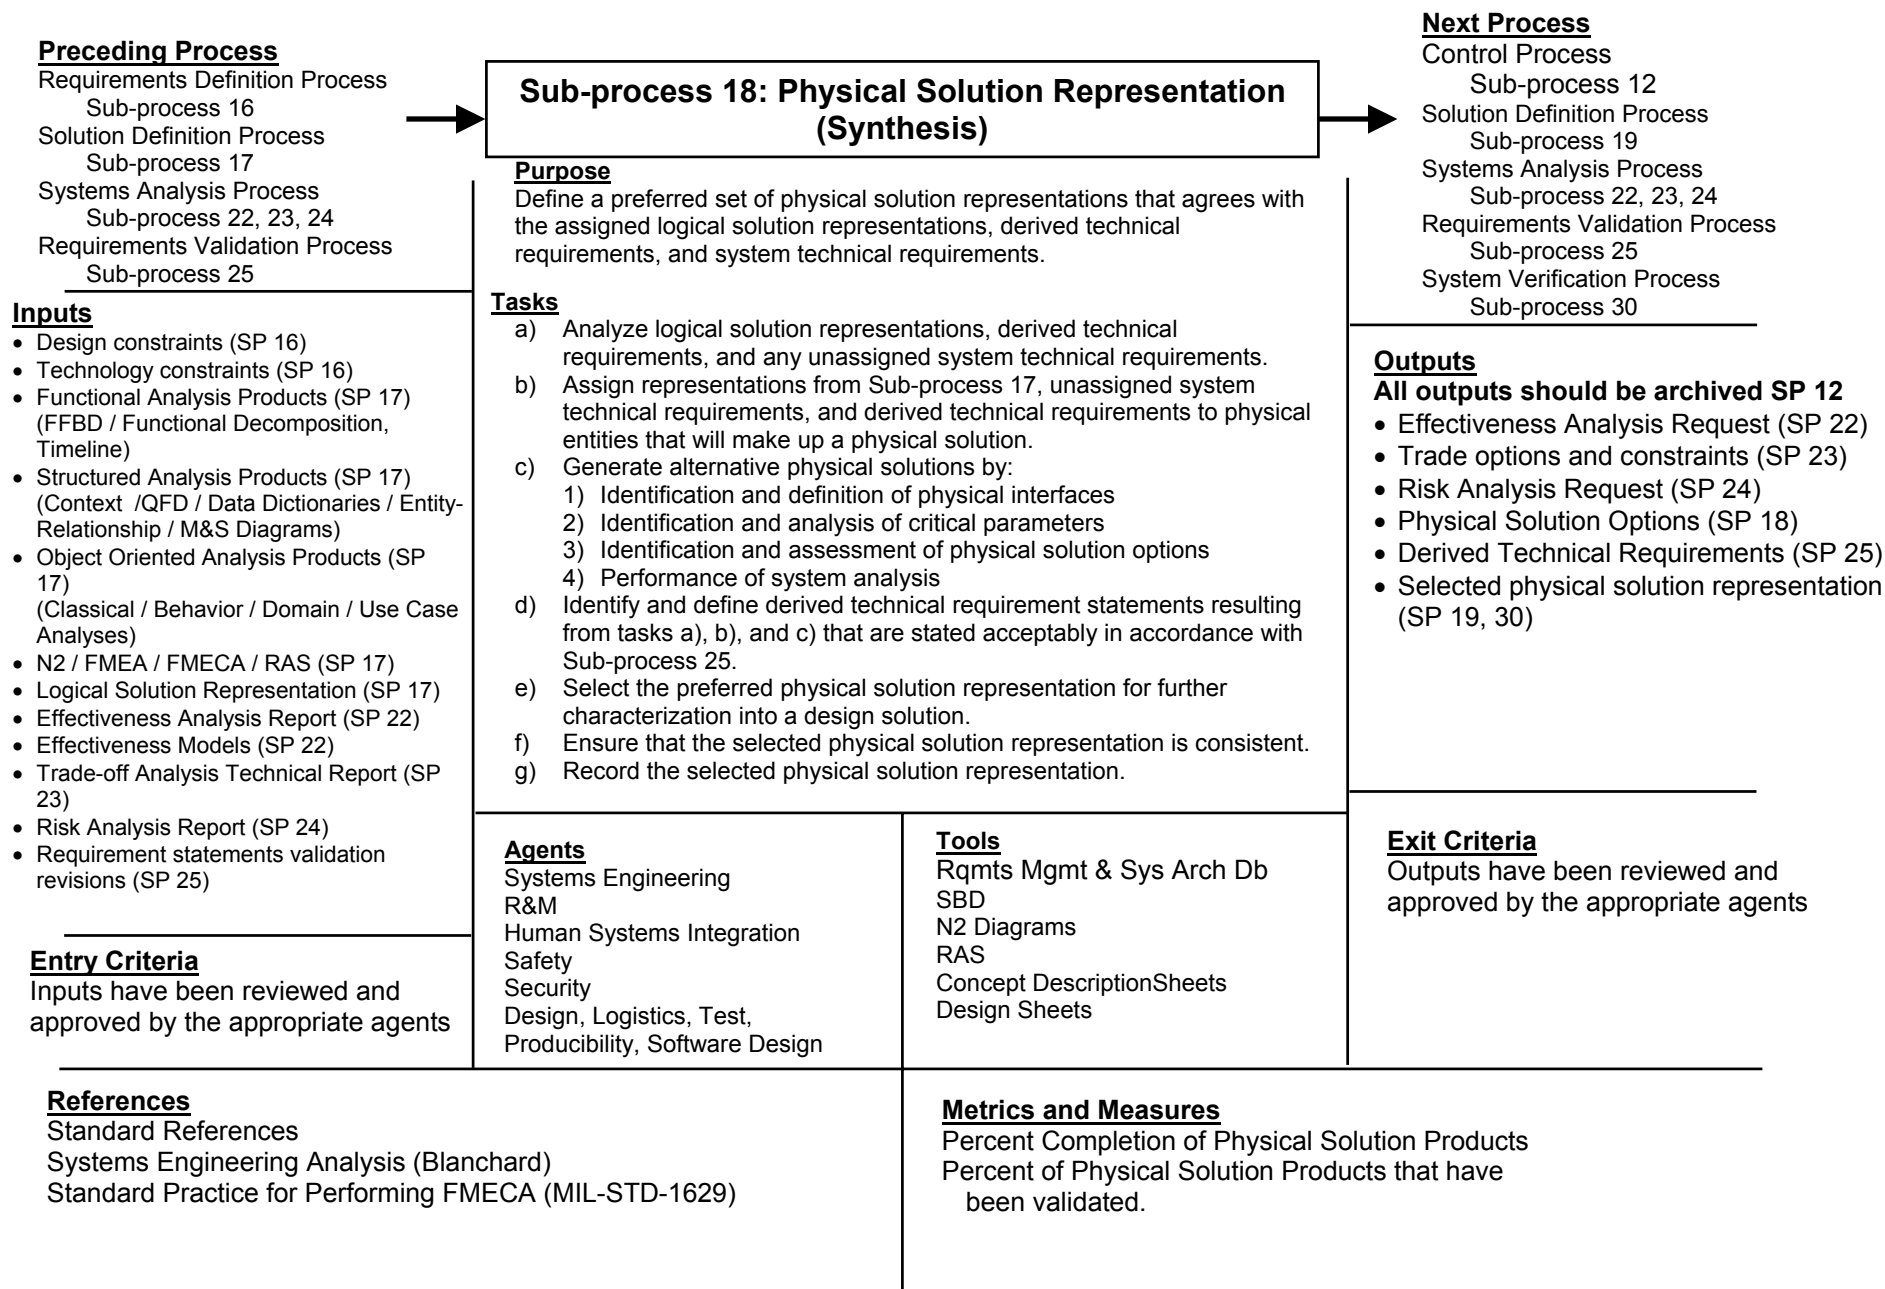 Preceding Process
Requirements Definition Process
Sub-process 16
Solution Definition Process
Sub-process 17
Systems Analysis Process
Sub-process 22, 23, 24
Requirements Validation Process
Sub-process 25
Inputs
• Design constraints (SP 16)
• Technology constraints (SP 16)
• Functional Analysis Products (SP 17)
(FFBD / Functional Decomposition,
Timeline)
• Structured Analysis Products (SP 17)
(Context /QFD / Data Dictionaries / Entity-
Relationship / M&S Diagrams)
• Object Oriented Analysis Products (SP
17)
(Classical / Behavior / Domain / Use Case
Analyses)
• N2 / FMEA / FMECA / RAS (SP 17)
• Logical Solution Representation (SP 17)
• Effectiveness Analysis Report (SP 22)
• Effectiveness Models (SP 22)
• Trade-off Analysis Technical Report (SP
23)
• Risk Analysis Report (SP 24)
• Requirement statements validation
revisions (SP 25)
Entry Criteria
Inputs have been reviewed and
approved by the appropriate agents
Sub-process 18: Physical Solution Representation
(Synthesis)
Purpose
Define a preferred set of physical solution representations that agrees with
the assigned logical solution representations, derived technical
requirements, and system technical requirements.
Tasks
a) Analyze logical solution representations, derived technical
requirements, and any unassigned system technical requirements.
b) Assign representations from Sub-process 17, unassigned system
technical requirements, and derived technical requirements to physical
entities that will make up a physical solution.
c) Generate alternative physical solutions by:
1) Identification and definition of physical interfaces
2) Identification and analysis of critical parameters
3) Identification and assessment of physical solution options
4) Performance of system analysis
d) Identify and define derived technical requirement statements resulting
from tasks a), b), and c) that are stated acceptably in accordance with
Sub-process 25.
e) Select the preferred physical solution representation for further
characterization into a design solution.
f) Ensure that the selected physical solution representation is consistent.
g) Record the selected physical solution representation.
Agents
Systems Engineering
R&M
Human Systems Integration
Safety
Security
Design, Logistics, Test,
Producibility, Software Design
Tools
Rqmts Mgmt & Sys Arch Db
SBD
N2 Diagrams
RAS
Concept DescriptionSheets
Design Sheets
Next Process
Control Process
Sub-process 12
Solution Definition Process
Sub-process 19
Systems Analysis Process
Sub-process 22, 23, 24
Requirements Validation Process
Sub-process 25
System Verification Process
Sub-process 30
Outputs
All outputs should be archived SP 12
• Effectiveness Analysis Request (SP 22)
• Trade options and constraints (SP 23)
• Risk Analysis Request (SP 24)
• Physical Solution Options (SP 18)
• Derived Technical Requirements (SP 25)
• Selected physical solution representation
(SP 19, 30)
Exit Criteria
Outputs have been reviewed and
approved by the appropriate agents
References
Standard References
Systems Engineering Analysis (Blanchard)
Standard Practice for Performing FMECA (MIL-STD-1629)
Metrics and Measures
Percent Completion of Physical Solution Products
Percent of Physical Solution Products that have
been validated.